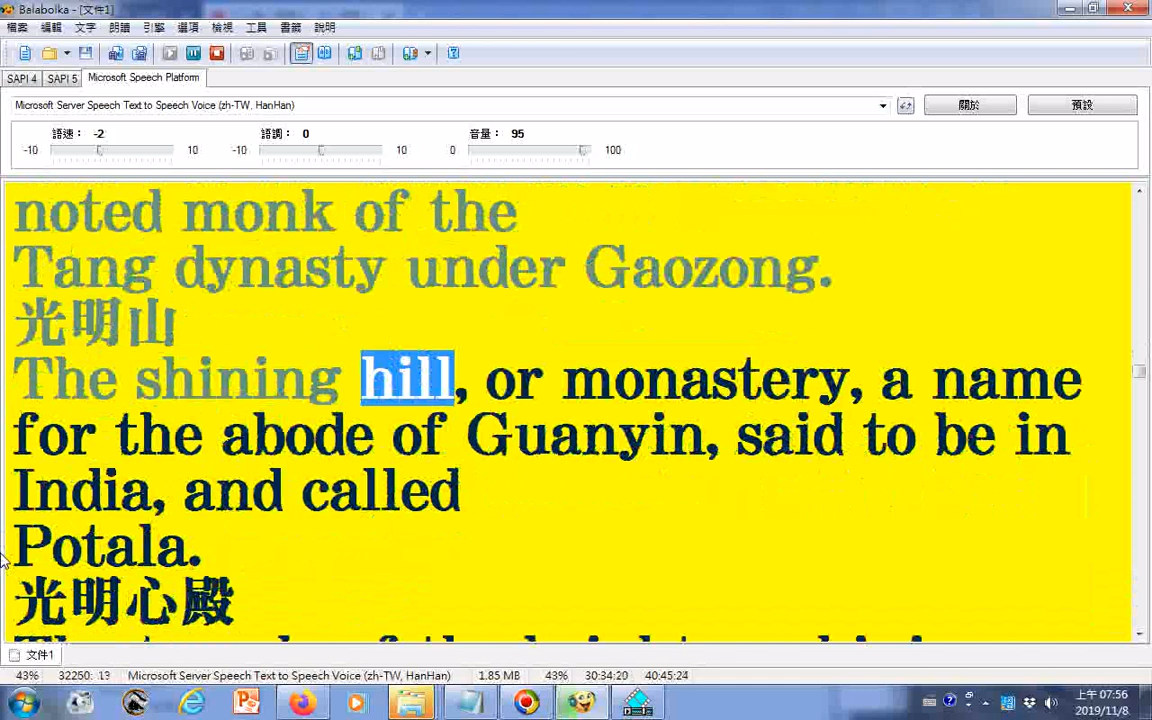 Balabolka - [文件1]
檔案 編輯 文字 朗讀 引擎 選項 檢視 工具 書籤 說明
SAPI 4 SAPI 5 Microsoft Speech Platform
Microsoft Server Speech Text to Speech Voice (zh-TW, HanHan) 關於 預設
語速： -2 語調： 0 音量： 95
-10 10 -10 10 0 100
noted monk of the
Tang dynasty under Gaozong.
光明山
The shining hill, or monastery, a name
for the abode of Guanyin, said to be in
India, and called
Potala.
光明心殿
文件1
43% 32250: 13 Microsoft Server Speech Text to Speech Voice (zh-TW, HanHan) 1.85 MB 43% 30:34:20 40:45:24
上午 07:56
2019/11/8